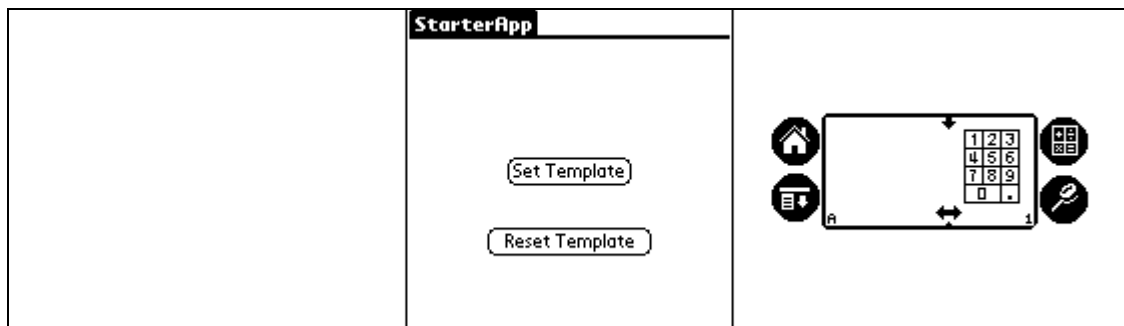 StarterApp
Set Template
Reset Template
1 2 3
4 5 6
7 8 9
0 .
A 1